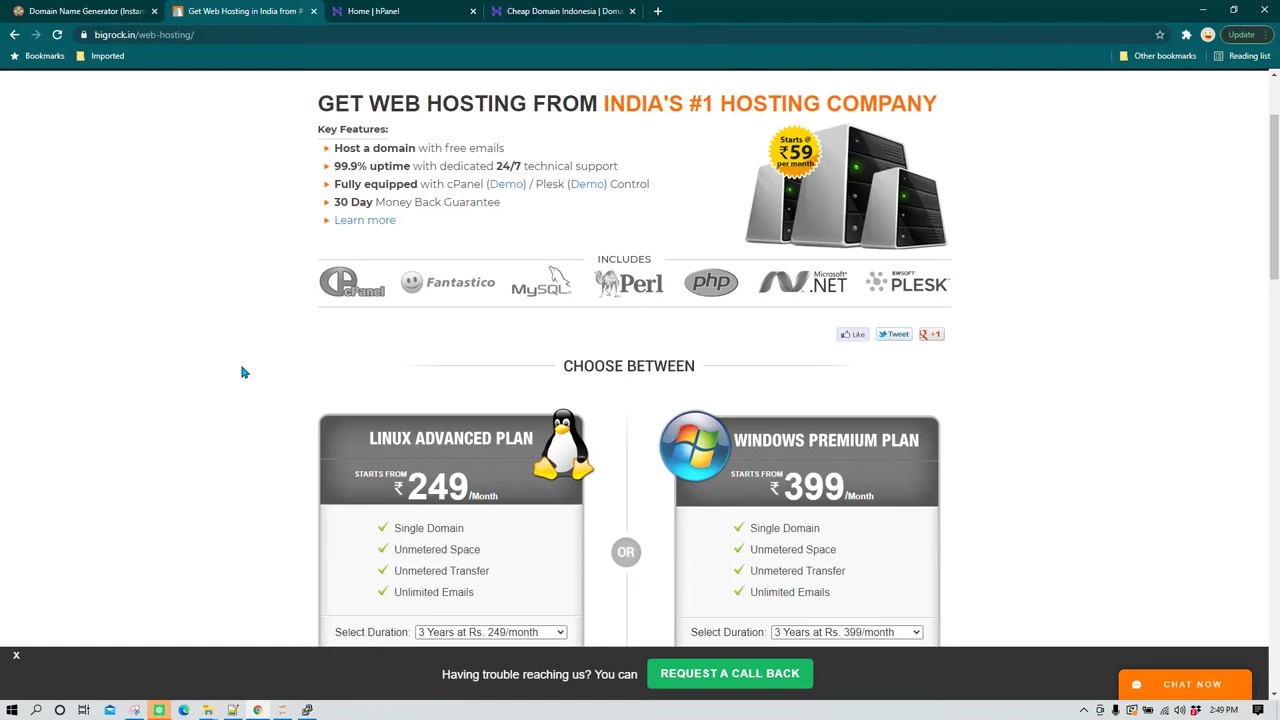 Domain Name Generator (Instan
Get Web Hosting in India from #
Home | hPanel
Cheap Domain Indonesia | Doma
bigrock.in/web-hosting/
Update
Bookmarks
Imported
Other bookmarks
Reading list
GET WEB HOSTING FROM INDIA'S #1 HOSTING COMPANY
Key Features:
Host a domain with free emails
99.9% uptime with dedicated 24/7 technical support
Fully equipped with cPanel (Demo) / Plesk (Demo) Control
30 Day Money Back Guarantee
Learn more
Starts @
₹59
per month
INCLUDES
cPanel
Fantastico
MySQL
Perl
php
Microsoft
.NET
SWSOFT
PLESK
Like
Tweet
+1
CHOOSE BETWEEN
LINUX ADVANCED PLAN
STARTS FROM
₹ 249 /Month
Single Domain
Unmetered Space
Unmetered Transfer
Unlimited Emails
Select Duration: 3 Years at Rs. 249/month
OR
WINDOWS PREMIUM PLAN
STARTS FROM
₹ 399 /Month
Single Domain
Unmetered Space
Unmetered Transfer
Unlimited Emails
Select Duration: 3 Years at Rs. 399/month
x
Having trouble reaching us? You can
REQUEST A CALL BACK
CHAT NOW
2:49 PM